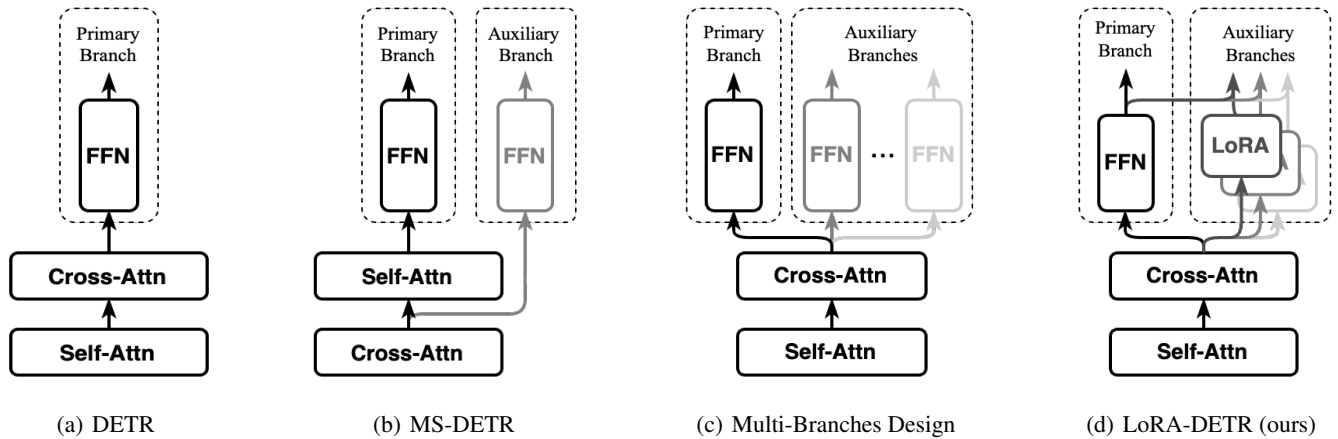 Primary
Branch
FFN
Cross-Attn
Self-Attn
(a) DETR
Primary
Branch
Auxiliary
Branch
FFN
FFN
Self-Attn
Cross-Attn
(b) MS-DETR
Primary
Branch
Auxiliary
Branches
FFN
FFN
...
FFN
Cross-Attn
Self-Attn
(c) Multi-Branches Design
Primary
Branch
Auxiliary
Branches
FFN
LoRA
A
A
Cross-Attn
Self-Attn
(d) LoRA-DETR (ours)